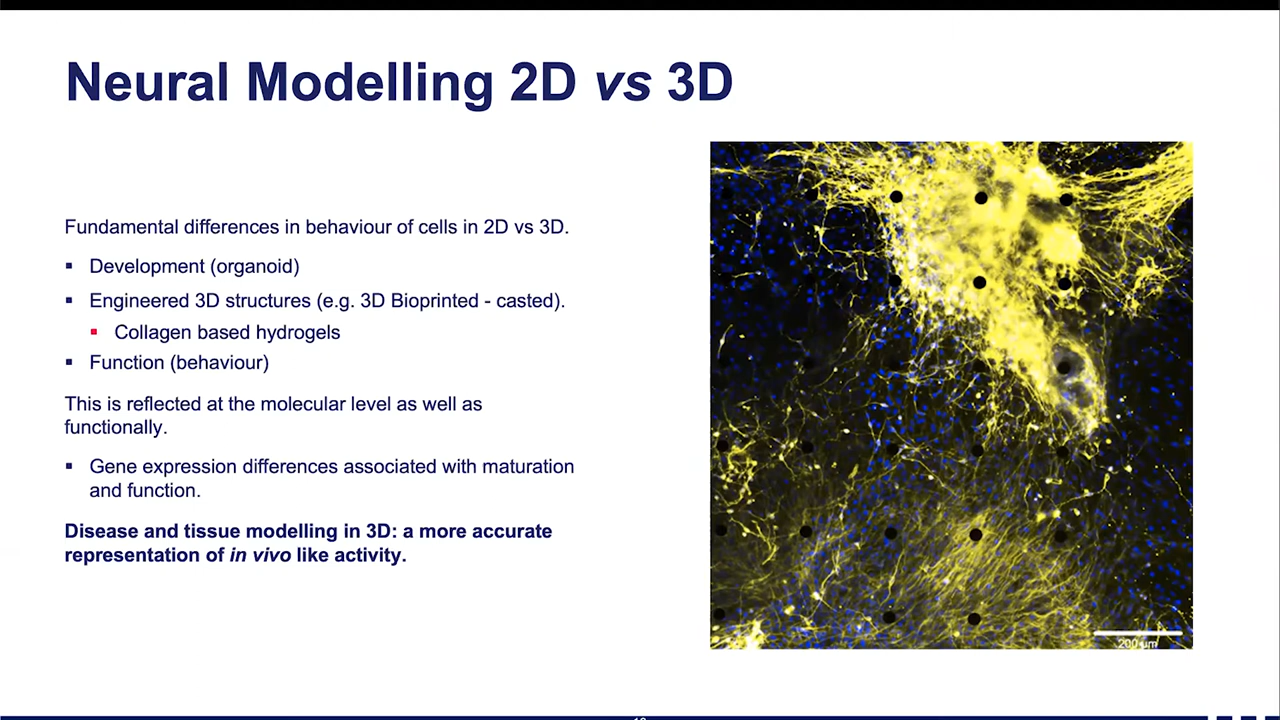 Neural Modelling 2D vs 3D
Fundamental differences in behaviour of cells in 2D vs 3D.
▪ Development (organoid)
▪ Engineered 3D structures (e.g. 3D Bioprinted - casted).
▪ Collagen based hydrogels
▪ Function (behaviour)
This is reflected at the molecular level as well as
functionally.
▪ Gene expression differences associated with maturation
and function.
Disease and tissue modelling in 3D: a more accurate
representation of in vivo like activity.
200 um